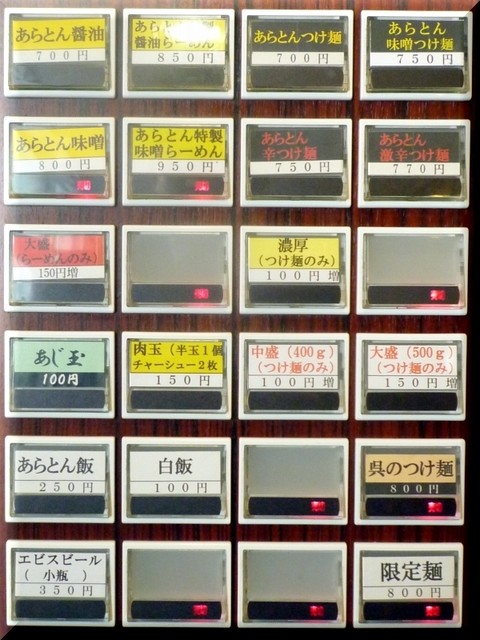 あらとん醤油
700円
醤油らーめん
850円
あらとんつけ麺
700円
あらとん
味噌つけ麺
750円
あらとん味噌
800円
あらとん特製
味噌らーめん
950円
あらとん
辛つけ麺
750円
あらとん
激辛つけ麺
770円
大盛
(らーめんのみ)
150円増
濃厚
(つけ麺のみ)
100円増
あじ玉
100円
肉玉(半玉1個
チャーシュー2枚
150円
中盛(400g)
(つけ麺のみ)
100円増
大盛(500g)
(つけ麺のみ)
150円増
あらとん飯
250円
白飯
100円
呉のつけ麺
800円
ヱビスビール
(小瓶)
350円
限定麺
800円